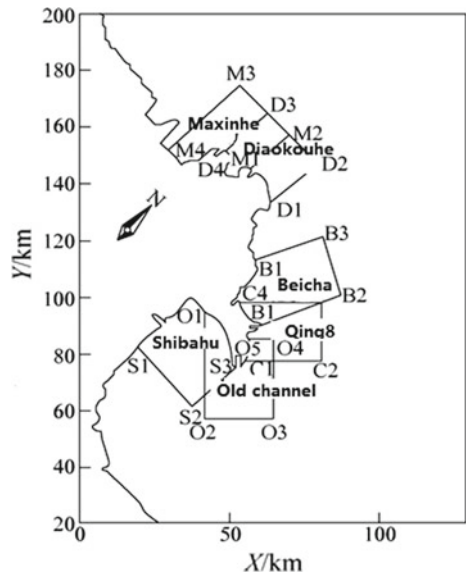 200
180
160
140
120
100
80
60
40
20
Y/km
0
50
100
X/km
N
M3
D3
Maxinhe
M2
M4
Diaokouhe
D4
M1
D2
D1
B3
B1
Beicha
C4
B2
B1
O1
Qinq8
Shibahu
O5
O4
S1
S3
C1
C2
Old channel
S2
O2
O3